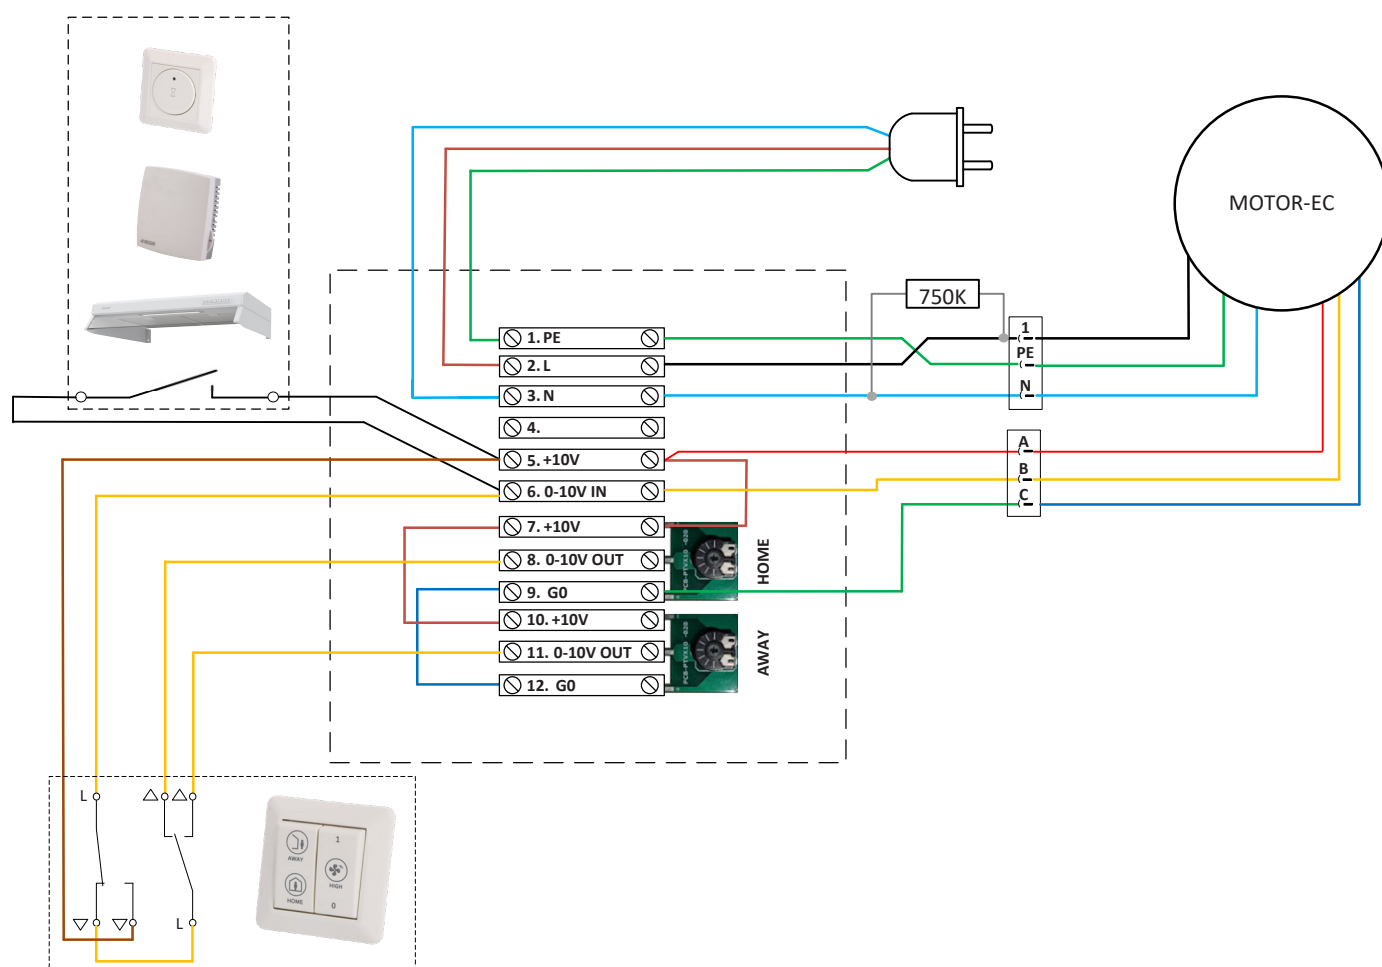 MOTOR-EC
750K
1
PE
N
A
B
C
1. PE
2. L
3. N
4.
5. +10V
6. 0-10V IN
7. +10V
8. 0-10V OUT
9. G0
10. +10V
11. 0-10V OUT
12. G0
HOME
AWAY
L
L
AWAY
HOME
1
HIGH
0